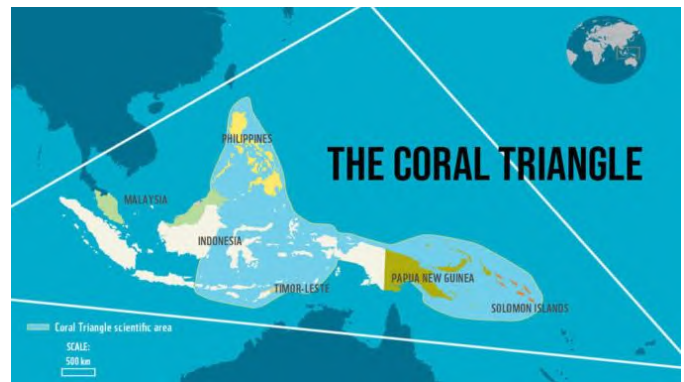 PHILIPPINES
THE CORAL TRIANGLE
MALAYSIA
INDONESIA
PAPUA NEW GUINEA
TIMOR-LESTE
SOLOMON ISLANDS
Coral Triangle scientific area
SCALE:
500 km